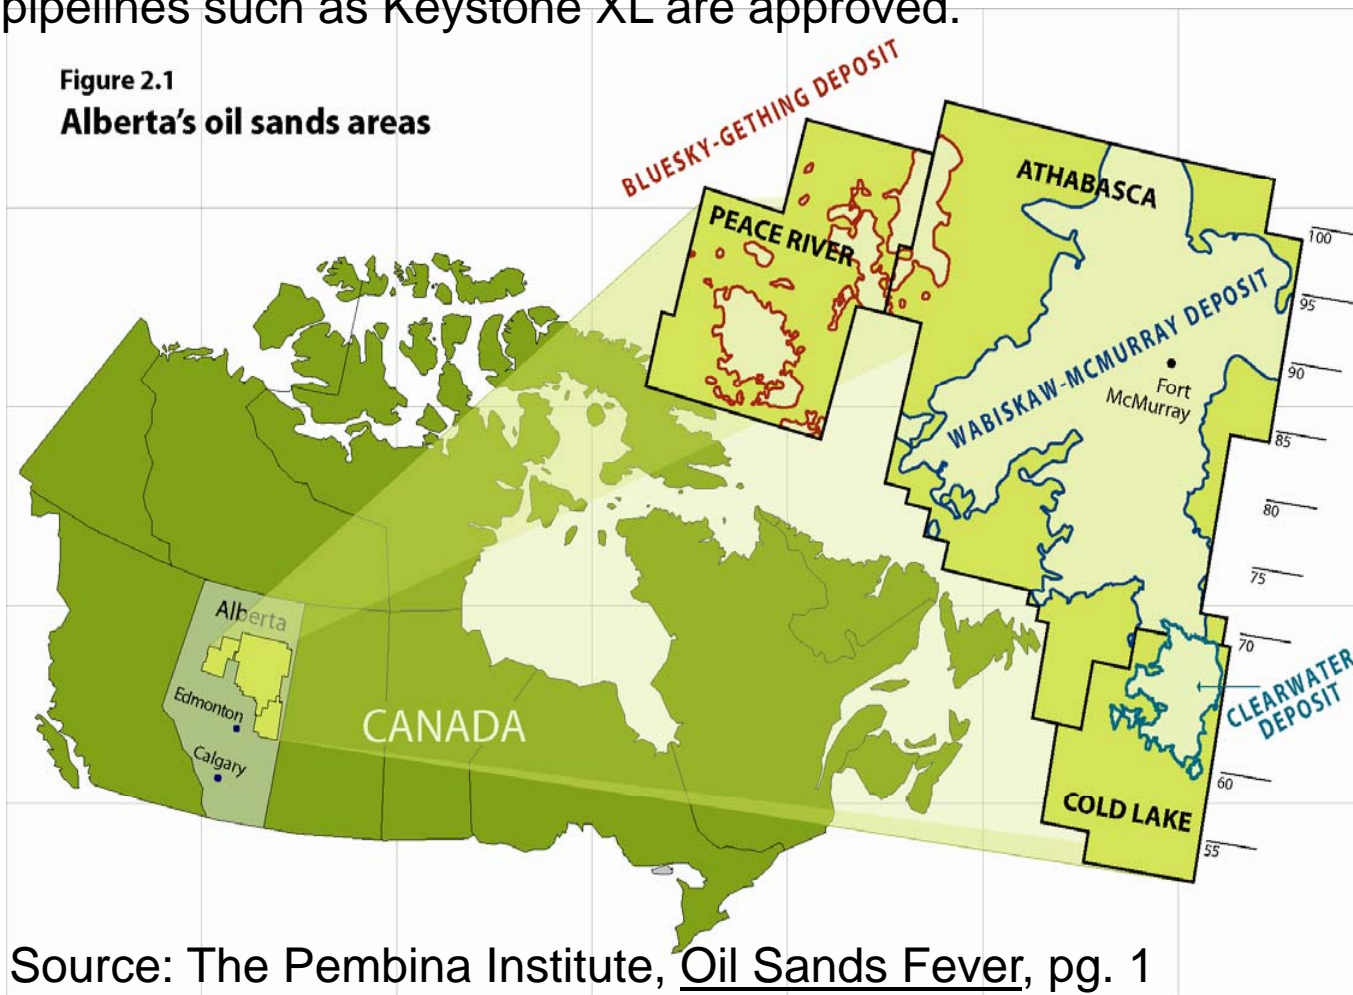 pipelines such as Keystone XL are approved.
Figure 2.1
Alberta's oil sands areas
BLUESKY-GETHING DEPOSIT
ATHABASCA
PEACE RIVER
100
95
WABISKAW-MCMURRAY DEPOSIT
90
Fort
McMurray
85
80
75
Alberta
70
CLEARWATER
DEPOSIT
Edmonton
CANADA
Calgary
60
COLD LAKE
55
Source: The Pembina Institute, Oil Sands Fever, pg. 1